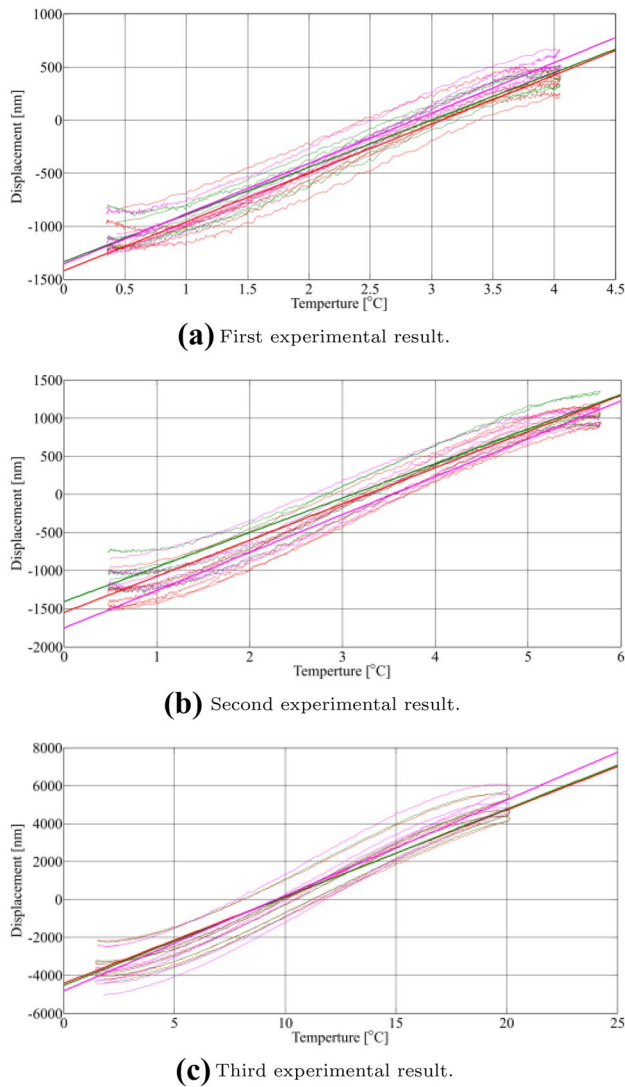 1000
500
0
-500
-1000
-1500
Displacement [nm]
0 0.5 1 1.5 2 2.5 3 3.5 4 4.5
Temperture [°C]
(a) First experimental result.
1500
1000
500
0
-500
-1000
-1500
-2000
Displacement [nm]
0 1 2 3 4 5 6
Temperture [°C]
(b) Second experimental result.
8000
6000
4000
2000
0
-2000
-4000
-6000
Displacement [nm]
0 5 10 15 20 25
Temperture [°C]
(c) Third experimental result.